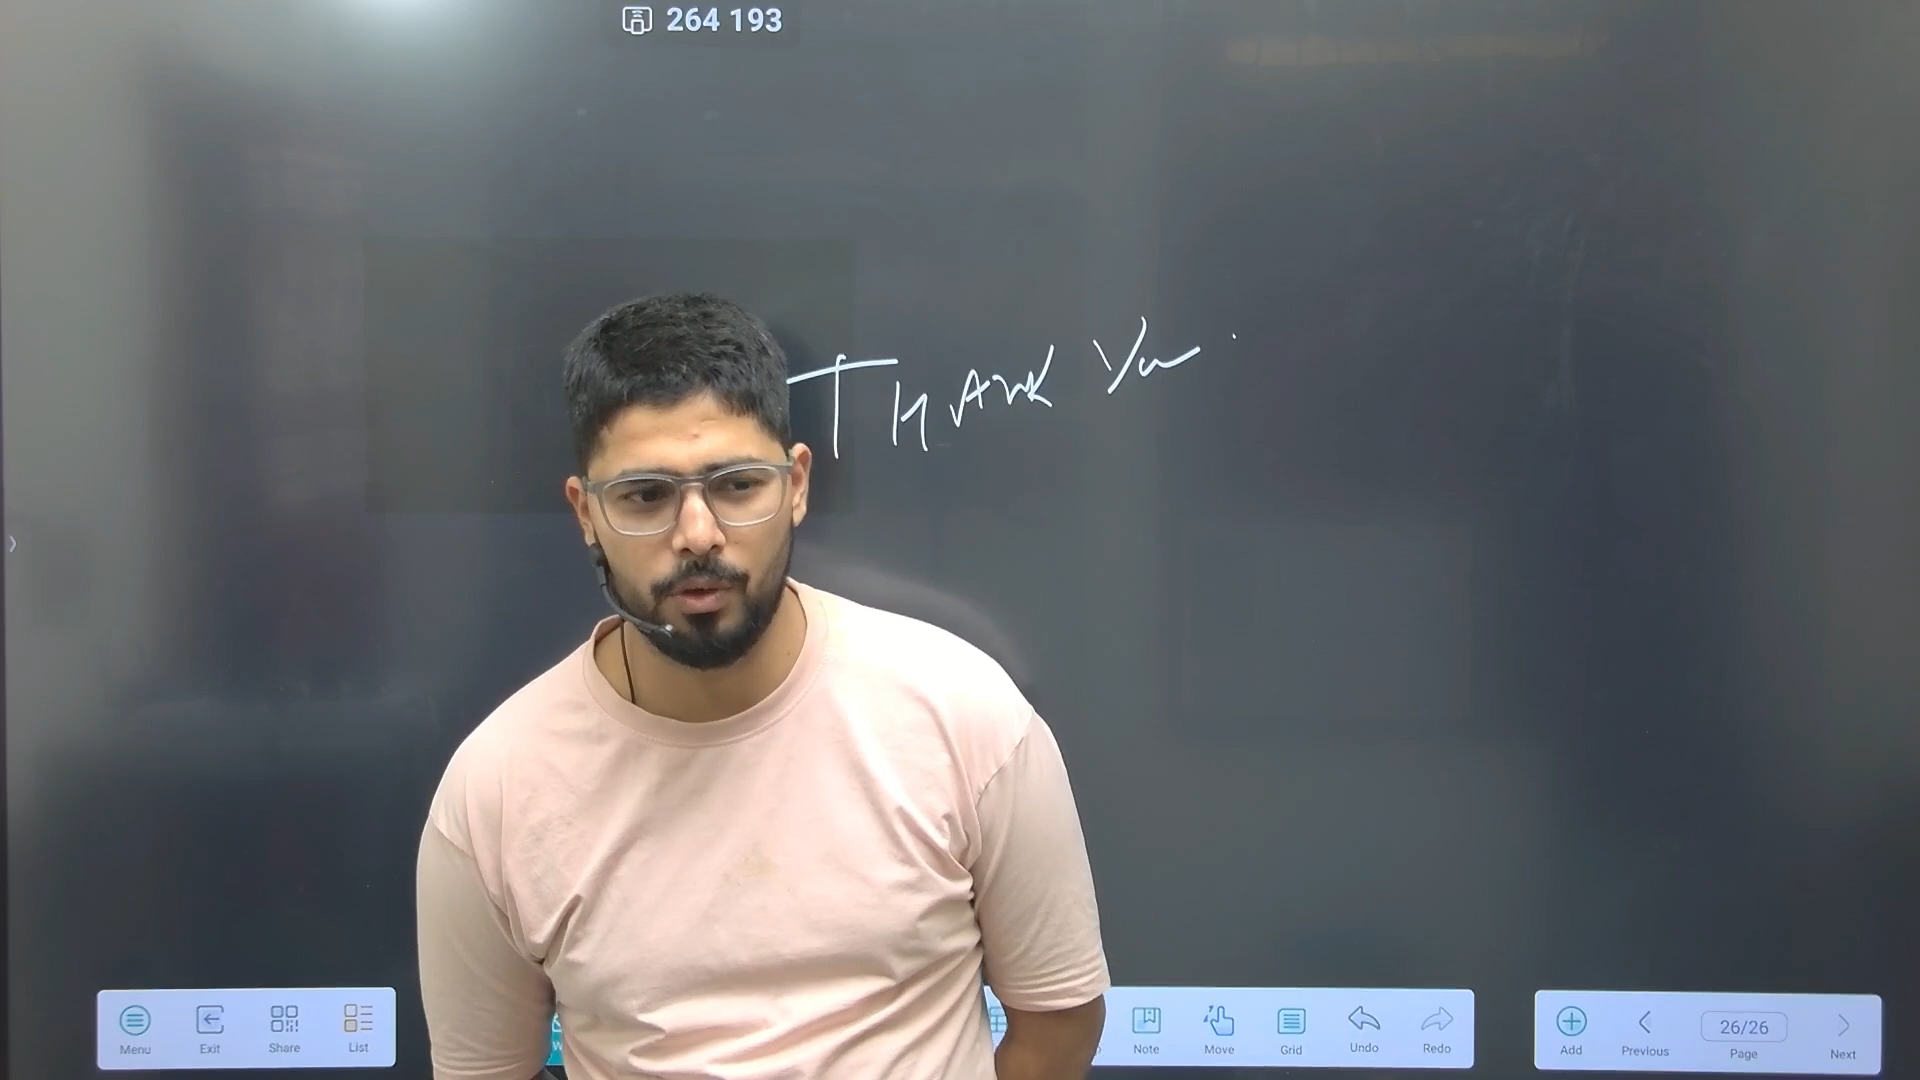 264 193
THANK You.
Menu Exit Share List Note Move Grid Undo Redo Add Previous 26/26 Page Next